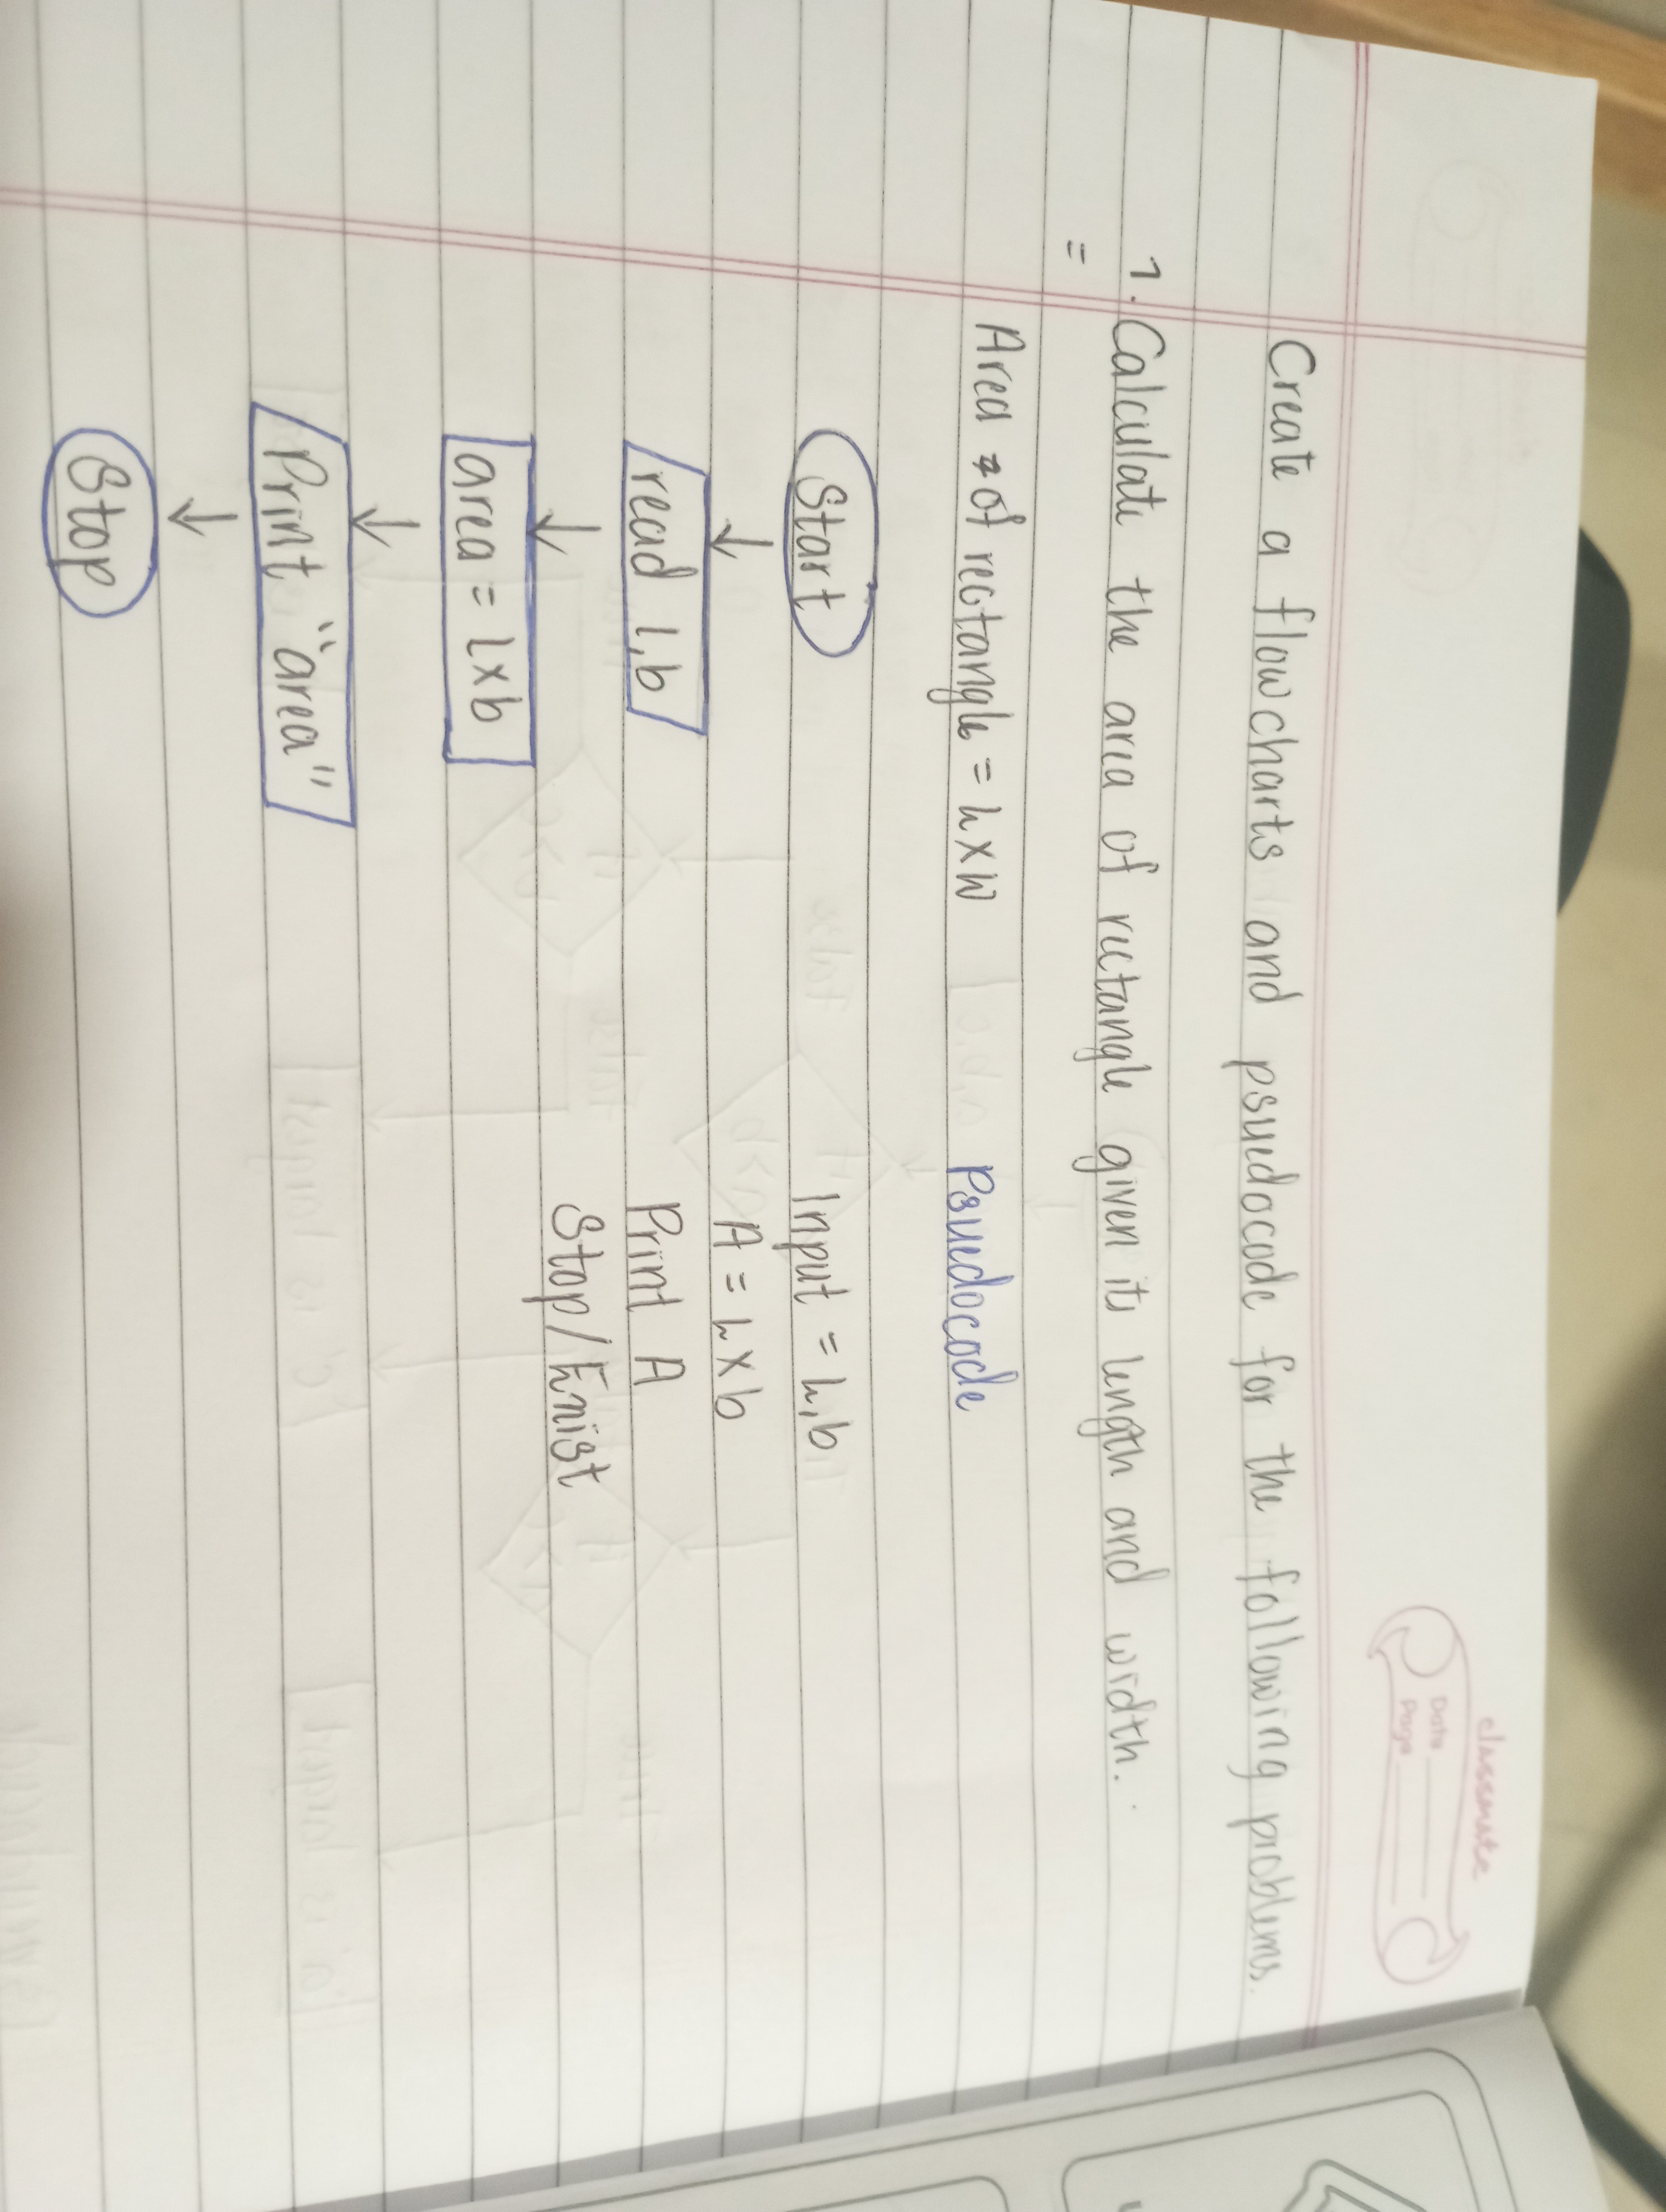 classmate
Date
Page
Create a flowcharts and psuedocode for the following problems.
1. Calculate the area of rectangle given its length and width.
=
Area of rectangle = L x W
Psuedocode
Start
read l, b
area = L x b
Print "area"
Stop
Input = L, b
A = L x b
Print A
Stop / Enist